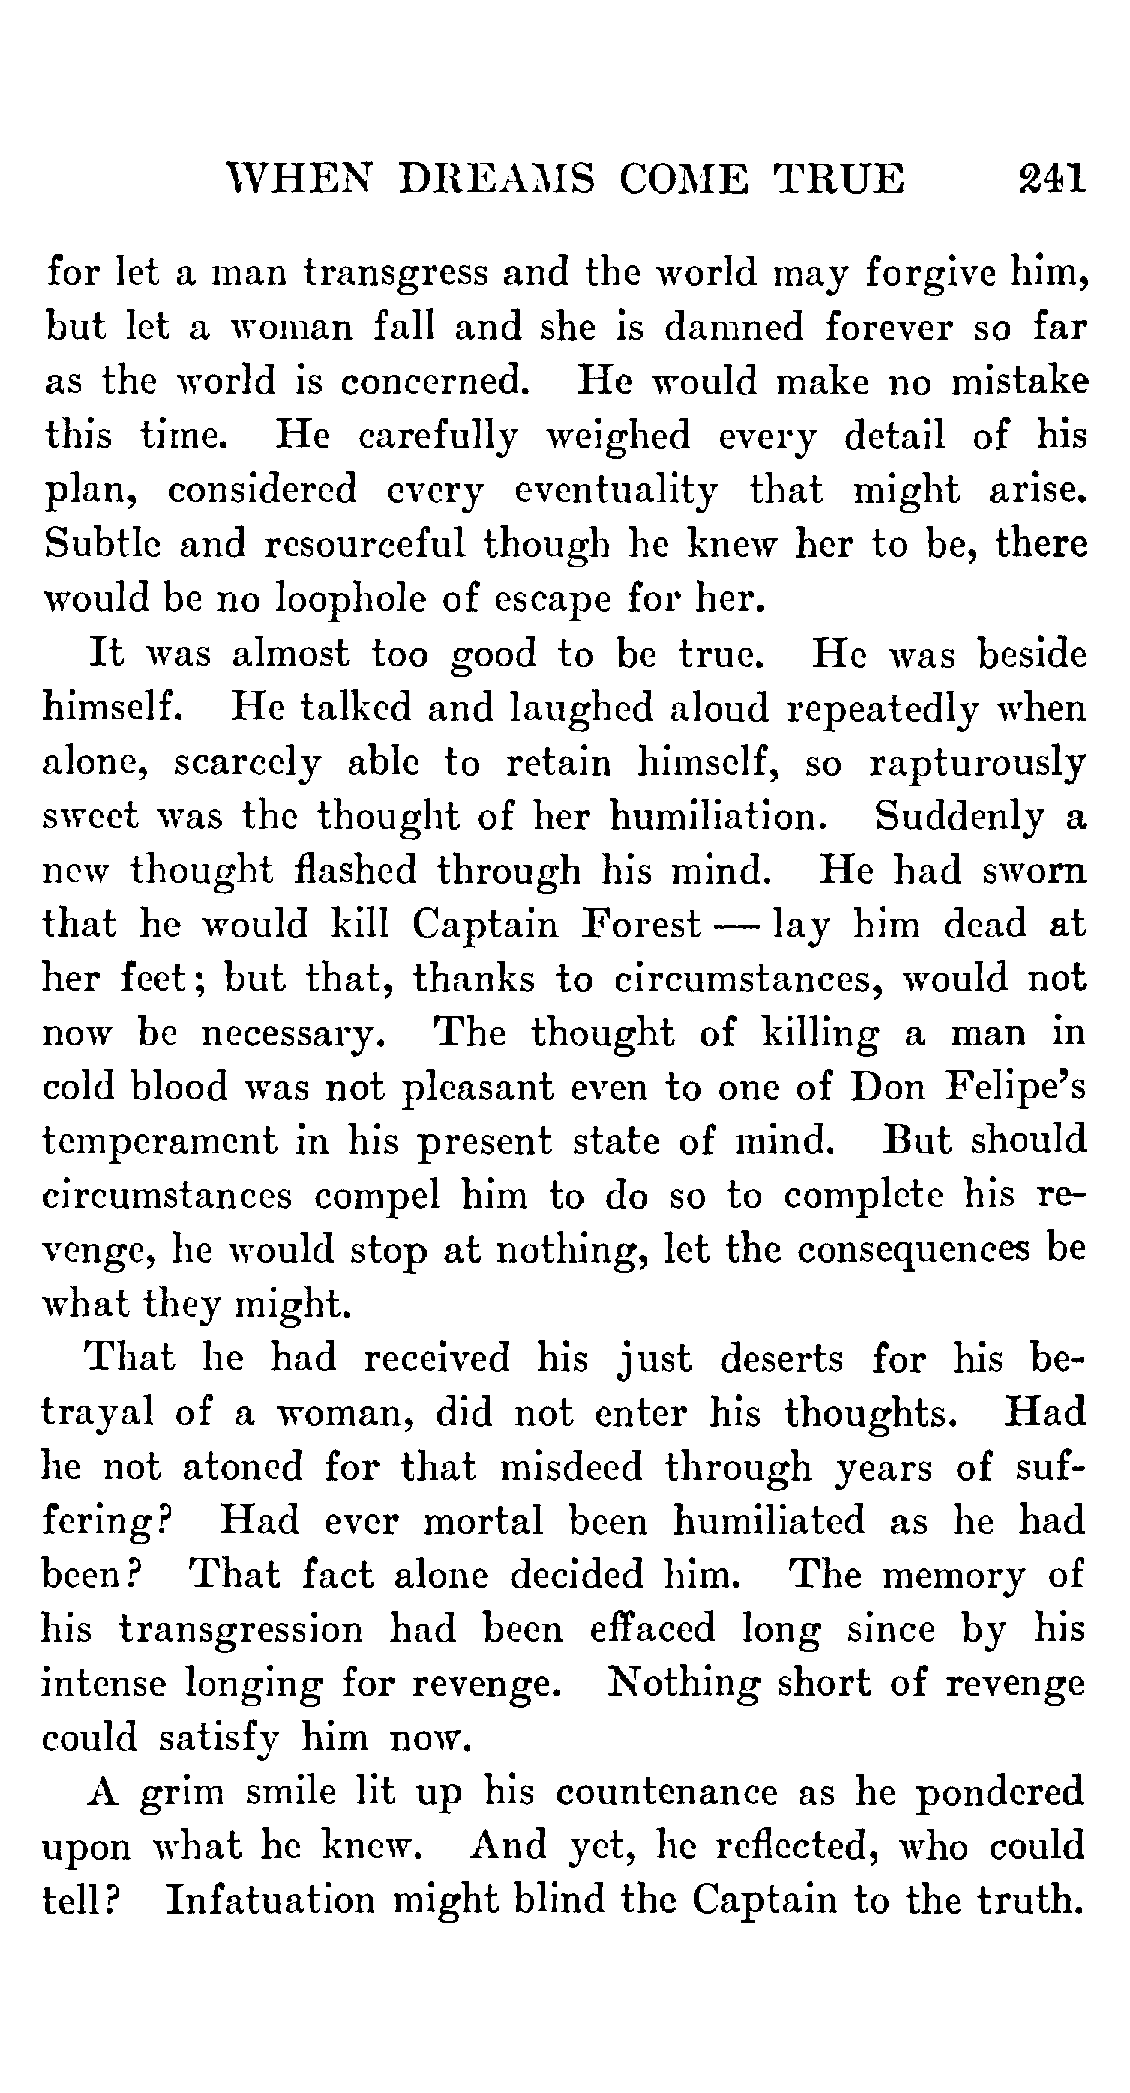 WHEN DREAMS COME TRUE 241
for let a man transgress and the world may forgive him,
but let a woman fall and she is damned forever so far
as the world is concerned. He would make no mistake
this time. He carefully weighed every detail of his
plan, considered every eventuality that might arise.
Subtle and resourceful though he knew her to be, there
would be no loophole of escape for her.
It was almost too good to be true. He was beside
himself. He talked and laughed aloud repeatedly when
alone, scarcely able to retain himself, so rapturously
sweet was the thought of her humiliation. Suddenly a
new thought flashed through his mind. He had sworn
that he would kill Captain Forest — lay him dead at
her feet; but that, thanks to circumstances, would not
now be necessary. The thought of killing a man in
cold blood was not pleasant even to one of Don Felipe's
temperament in his present state of mind. But should
circumstances compel him to do so to complete his re-
venge, he would stop at nothing, let the consequences be
what they might.
That he had received his just deserts for his be-
trayal of a woman, did not enter his thoughts. Had
he not atoned for that misdeed through years of suf-
fering? Had ever mortal been humiliated as he had
been? That fact alone decided him. The memory of
his transgression had been effaced long since by his
intense longing for revenge. Nothing short of revenge
could satisfy him now.
A grim smile lit up his countenance as he pondered
upon what he knew. And yet, he reflected, who could
tell? Infatuation might blind the Captain to the truth.